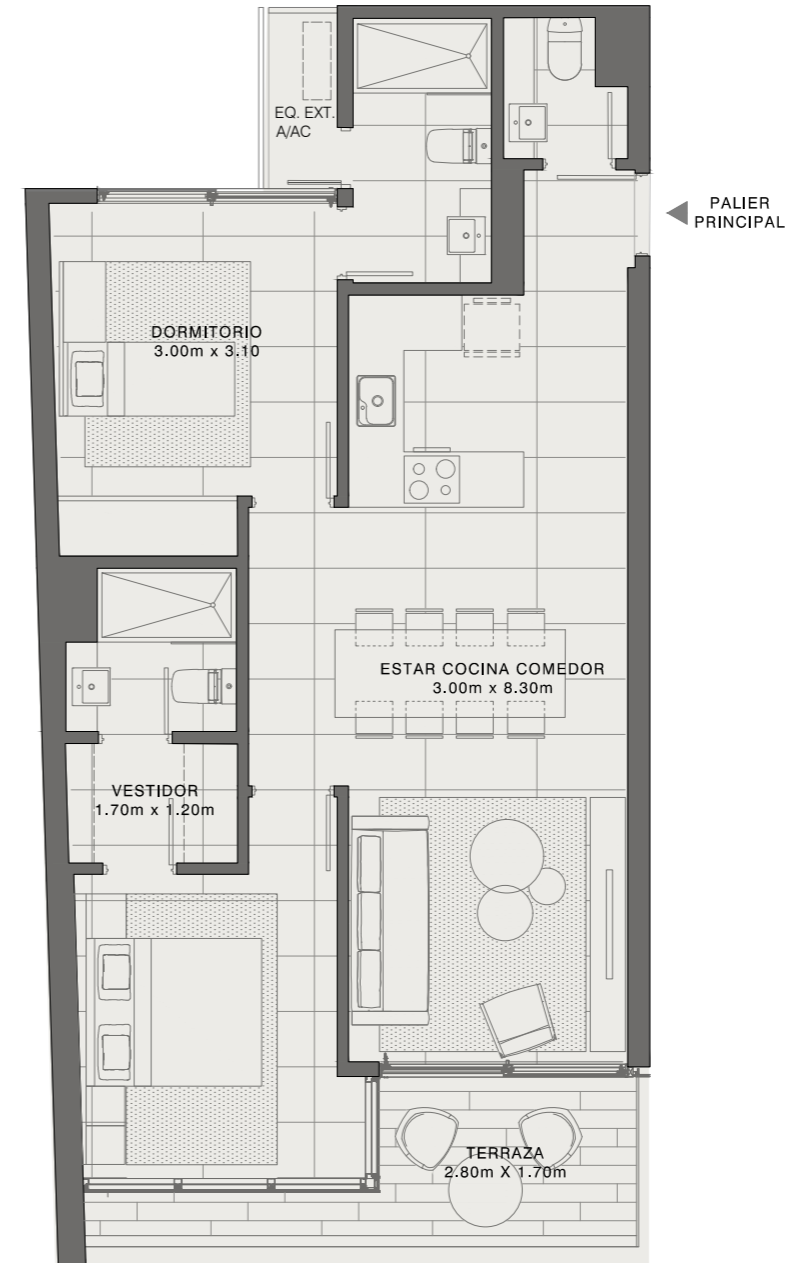 EQ. EXT.
A/AC
PALIER
PRINCIPAL
DORMITORIO
3.00m x 3.10
ESTAR COCINA COMEDOR
3.00m x 8.30m
VESTIDOR
1.70m x 1.20m
TERRAZA
2.80m X 1.70m